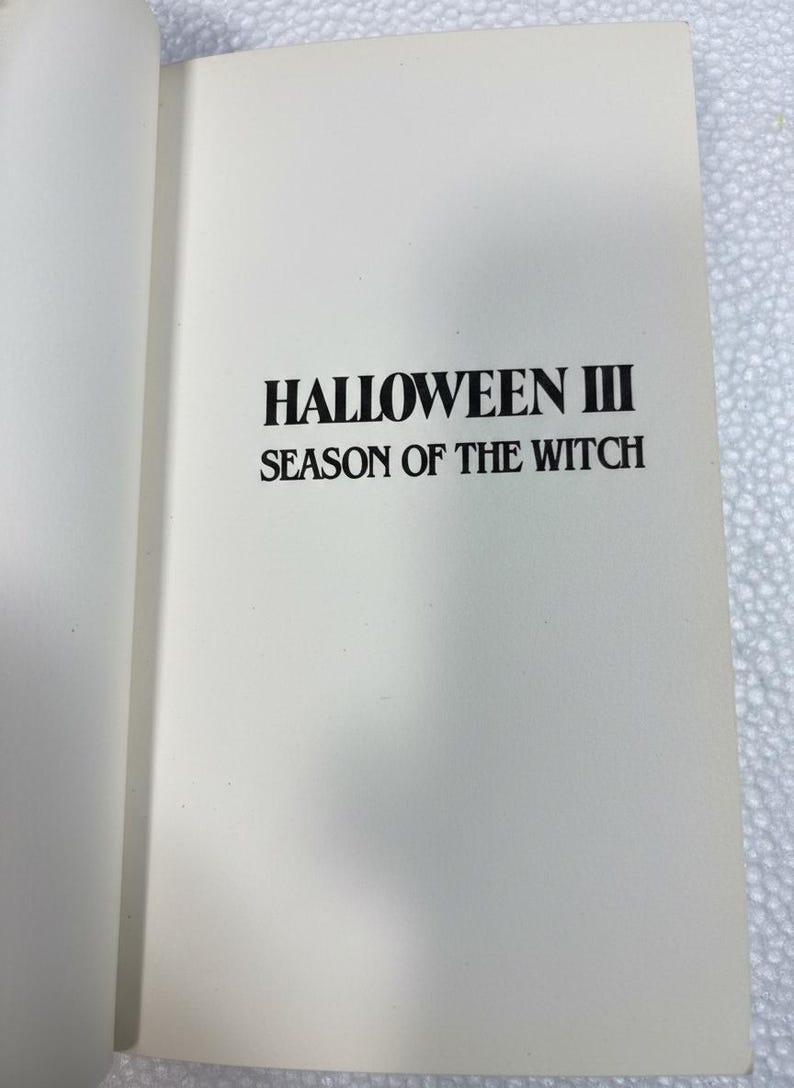 HALLOWEEN III
SEASON OF THE WITCH